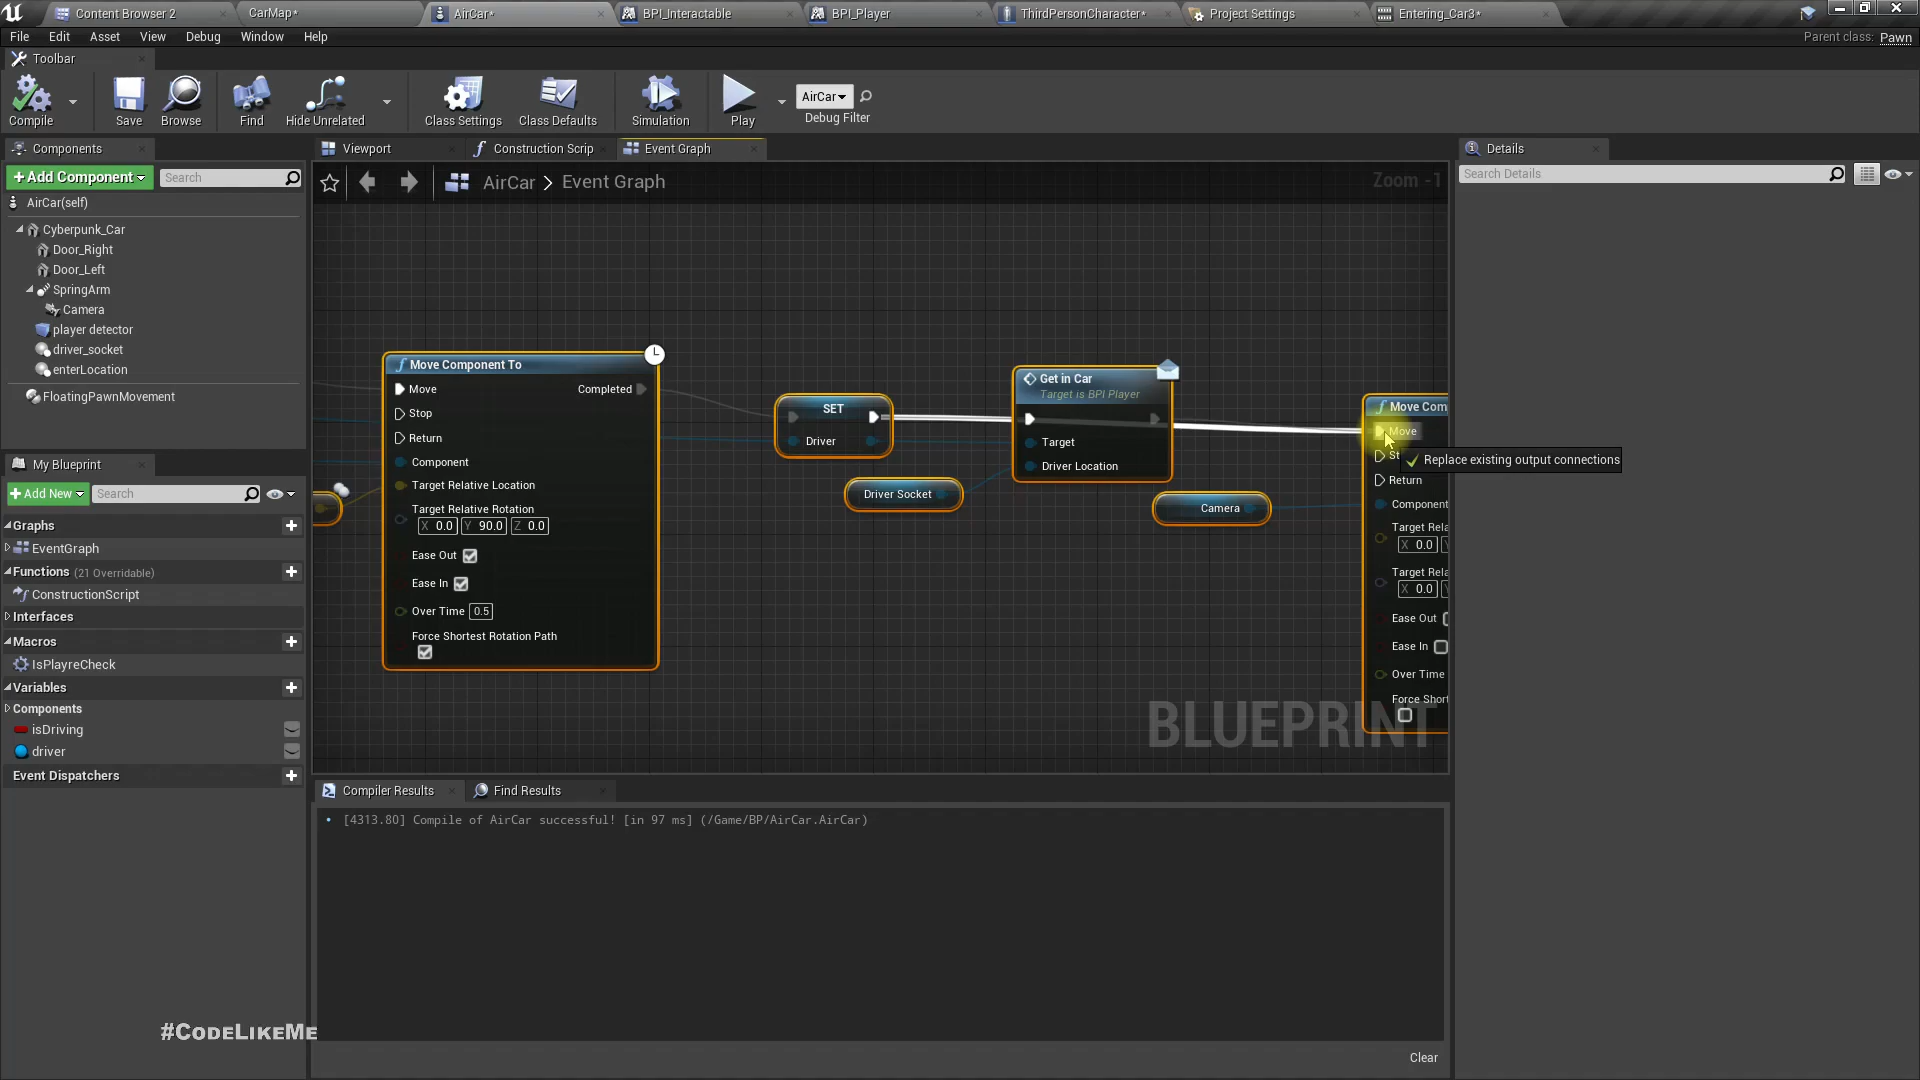 Content Browser 2
CarMap*
AirCar*
BPI_Interactable
BPI_Player
ThirdPersonCharacter*
Project Settings
Entering_Car3*
File
Edit
Asset
View
Debug
Window
Help
Parent class: Pawn
Toolbar
Compile
Save
Browse
Find
Hide Unrelated
Class Settings
Class Defaults
Simulation
Play
AirCar
Debug Filter
Components
Viewport
Construction Scrip
Event Graph
Details
+Add Component
Search
AirCar > Event Graph
Zoom -1
Search Details
AirCar(self)
Cyberpunk_Car
Door_Right
Door_Left
SpringArm
Camera
player detector
driver_socket
enterLocation
FloatingPawnMovement
My Blueprint
+Add New
Search
Graphs
EventGraph
Functions (21 Overridable)
ConstructionScript
Interfaces
Macros
IsPlayreCheck
Variables
Components
isDriving
driver
Event Dispatchers
Move Component To
Move
Completed
Stop
Return
Component
Target Relative Location
Target Relative Rotation
X 0.0
Y 90.0
Z 0.0
Ease Out
Ease In
Over Time 0.5
Force Shortest Rotation Path
SET
Driver
Driver Socket
Get in Car
Target is BPI Player
Target
Driver Location
Camera
Move Com
Move
St
Replace existing output connections
Return
Component
Target Rela
X 0.0
Target Rela
X 0.0
Ease Out
Ease In
Over Time
Force Short
BLUEPRINT
Compiler Results
Find Results
[4313.80] Compile of AirCar successful! [in 97 ms] (/Game/BP/AirCar.AirCar)
Clear
#CodeLikeMe